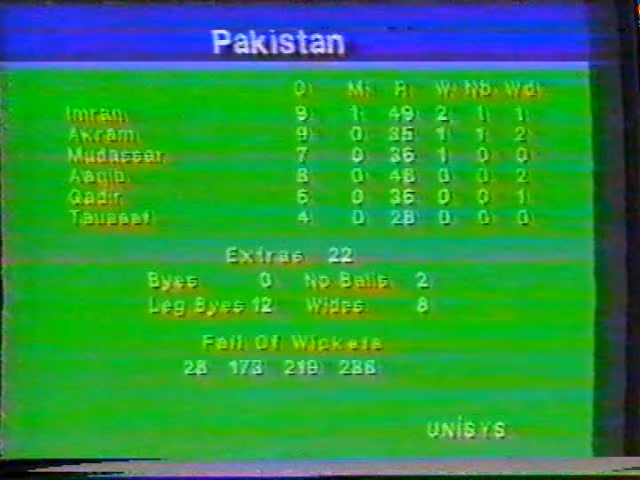 Pakistan
O M R W Nb Wd
Imran 9 1 49 2 1 1
Akram 9 0 35 1 1 2
Mudassar 7 0 36 1 0 0
Aaqib 8 0 48 0 0 2
Qadir 0 0 0 1
Tauseef 4 0 28 0 0 0
Extras 22
Byes 0 No Balls 2
Leg Byes 12 Wides 8
Fall Of Wickets
28 173 219 236
UNISYS